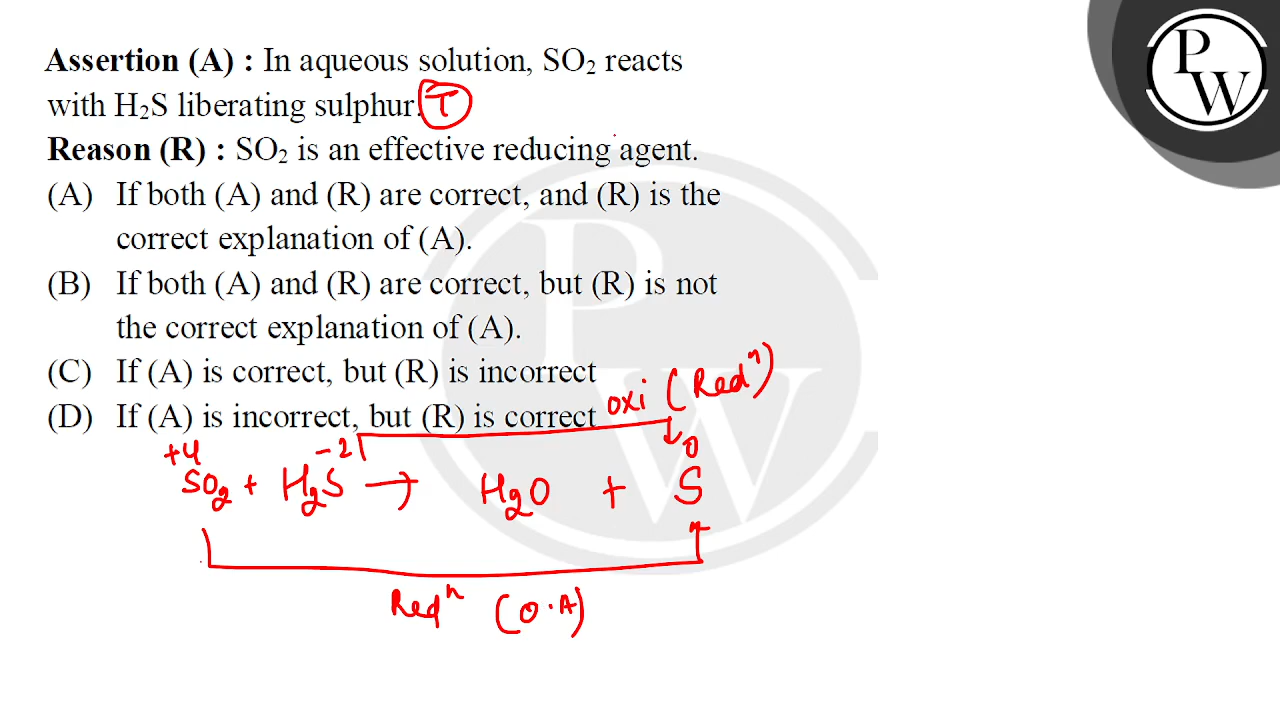 Assertion (A) : In aqueous solution, SO₂ reacts
with H₂S liberating sulphur. T
Reason (R) : SO₂ is an effective reducing agent.
(A) If both (A) and (R) are correct, and (R) is the
correct explanation of (A).
(B) If both (A) and (R) are correct, but (R) is not
the correct explanation of (A).
(C) If (A) is correct, but (R) is incorrect
(D) If (A) is incorrect, but (R) is correct
oxi (Redⁿ)
+4 -2 0
SO₂ + H₂S → H₂O + S
Redⁿ (O.A)
PW
PW